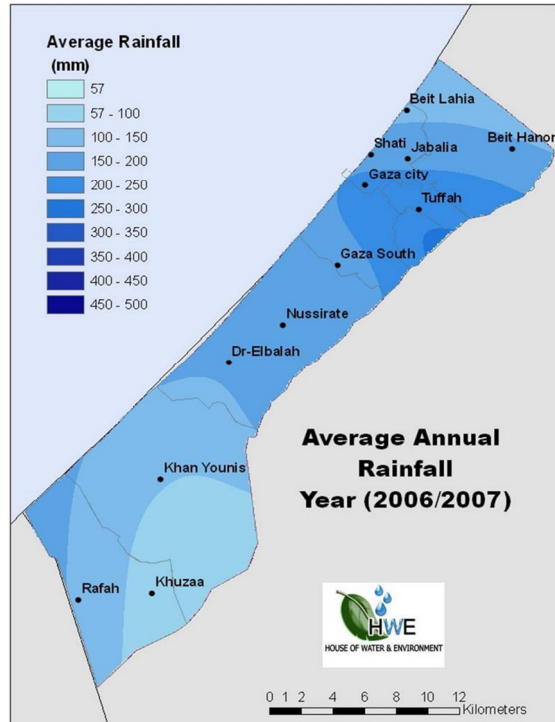 Average Rainfall
(mm)
57
57 - 100
100 - 150
150 - 200
200 - 250
250 - 300
300 - 350
350 - 400
400 - 450
450 - 500
Beit Lahia
Beit Hanon
Shati
Jabalia
Gaza city
Tuffah
Gaza South
Nussirate
Dr-Elbalah
Khan Younis
Rafah
Khuzaa
Average Annual
Rainfall
Year (2006/2007)
HWE
HOUSE OF WATER & ENVIRONMENT
0 1 2 4 6 8 10 12
Kilometers